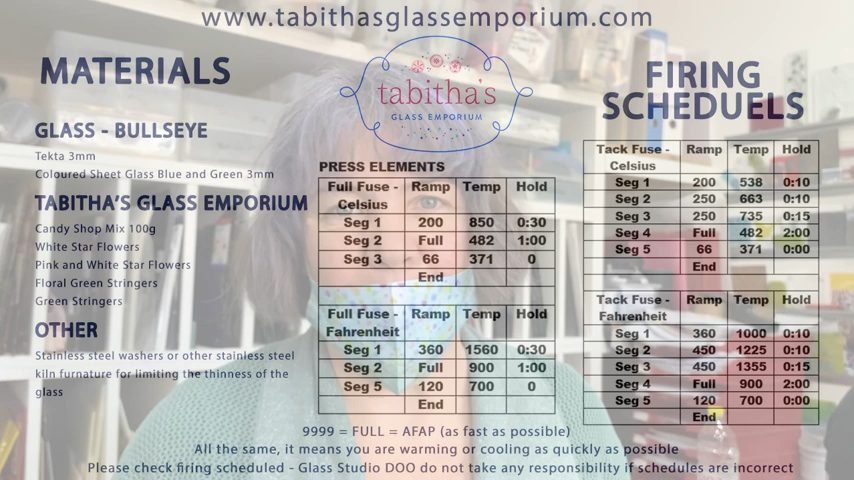 www.tabithasglassemporium.com
tabitha's
GLASS EMPORIUM
MATERIALS
GLASS - BULLSEYE
Tekta 3mm
Coloured Sheet Glass Blue and Green 3mm
TABITHA'S GLASS EMPORIUM
Candy Shop Mix 100g
White Star Flowers
Pink and White Star Flowers
Floral Green Stringers
Green Stringers
OTHER
Stainless steel washers or other stainless steel
kiln furnature for limiting the thinness of the
glass
PRESS ELEMENTS
Full Fuse - Celsius Ramp Temp Hold
Seg 1 200 850 0:30
Seg 2 Full 482 1:00
Seg 3 66 371 0
End
Full Fuse - Fahrenheit Ramp Temp Hold
Seg 1 360 1560 0:30
Seg 2 Full 900 1:00
Seg 5 120 700 0
End
FIRING
SCHEDUELS
Tack Fuse - Celsius Ramp Temp Hold
Seg 1 200 538 0:10
Seg 2 250 663 0:10
Seg 3 250 735 0:15
Seg 4 Full 482 2:00
Seg 5 66 371 0:00
End
Tack Fuse - Fahrenheit Ramp Temp Hold
Seg 1 360 1000 0:10
Seg 2 450 1225 0:10
Seg 3 450 1355 0:15
Seg 4 Full 900 2:00
Seg 5 120 700 0:00
End
9999 = FULL = AFAP (as fast as possible)
All the same, it means you are warming or cooling as quickly as possible
Please check firing scheduled - Glass Studio DOO do not take any responsibility if schedules are incorrect